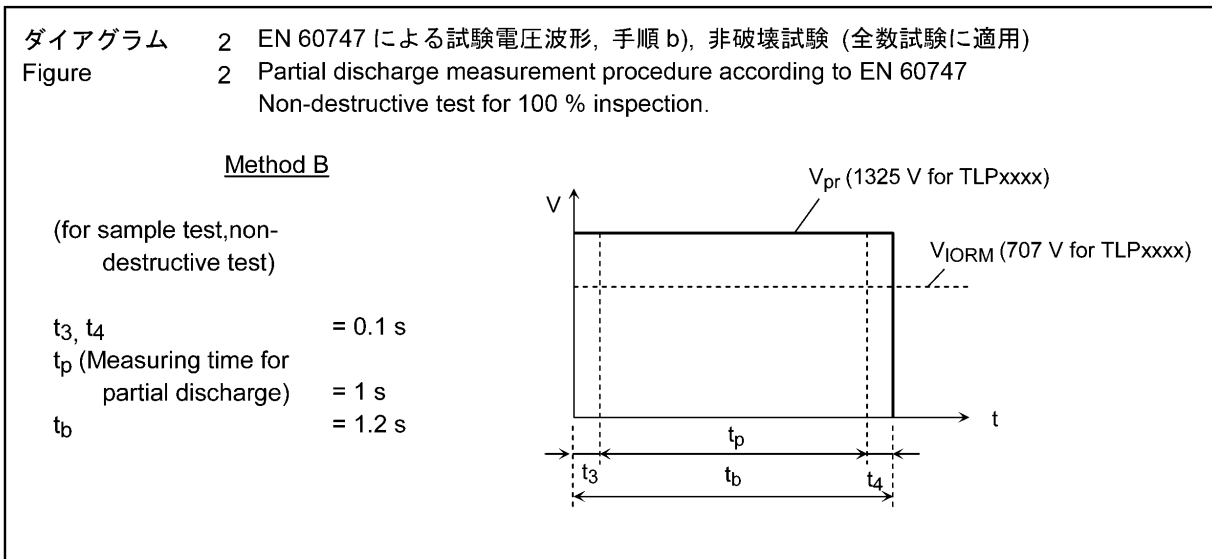 ダイアグラム 2 EN 60747 による試験電圧波形, 手順 b), 非破壊試験 (全数試験に適用)
Figure 2 Partial discharge measurement procedure according to EN 60747
Non-destructive test for 100 % inspection.
Method B
(for sample test,non-
destructive test)
t3, t4 = 0.1 s
tp (Measuring time for
partial discharge) = 1 s
tb = 1.2 s
Vpr (1325 V for TLPxxxx)
V
VIORM (707 V for TLPxxxx)
t
tp
t3 tb t4